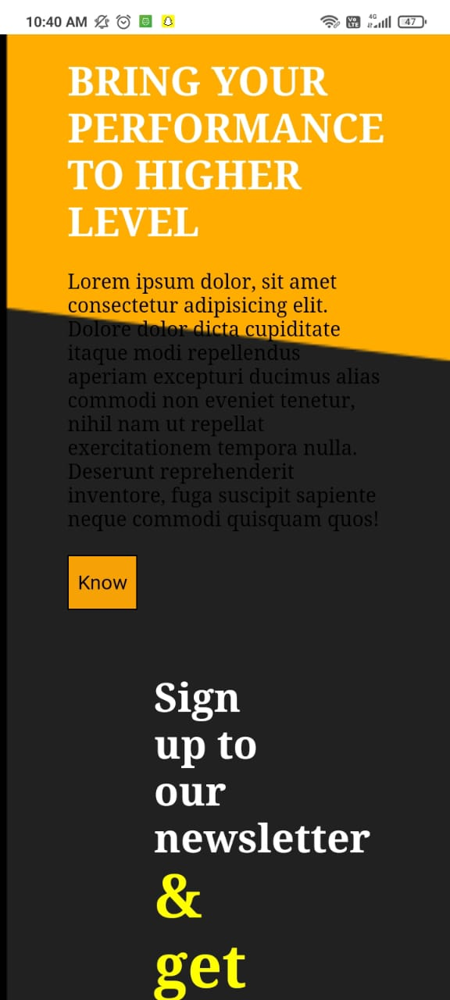 10:40 AM
Vo LTE
4G
47
BRING YOUR
PERFORMANCE
TO HIGHER
LEVEL
Lorem ipsum dolor, sit amet
consectetur adipisicing elit.
Dolore dolor dicta cupiditate
itaque modi repellendus
aperiam excepturi ducimus alias
commodi non eveniet tenetur,
nihil nam ut repellat
exercitationem tempora nulla.
Deserunt reprehenderit
inventore, fuga suscipit sapiente
neque commodi quisquam quos!
Know
Sign
up to
our
newsletter
&
get